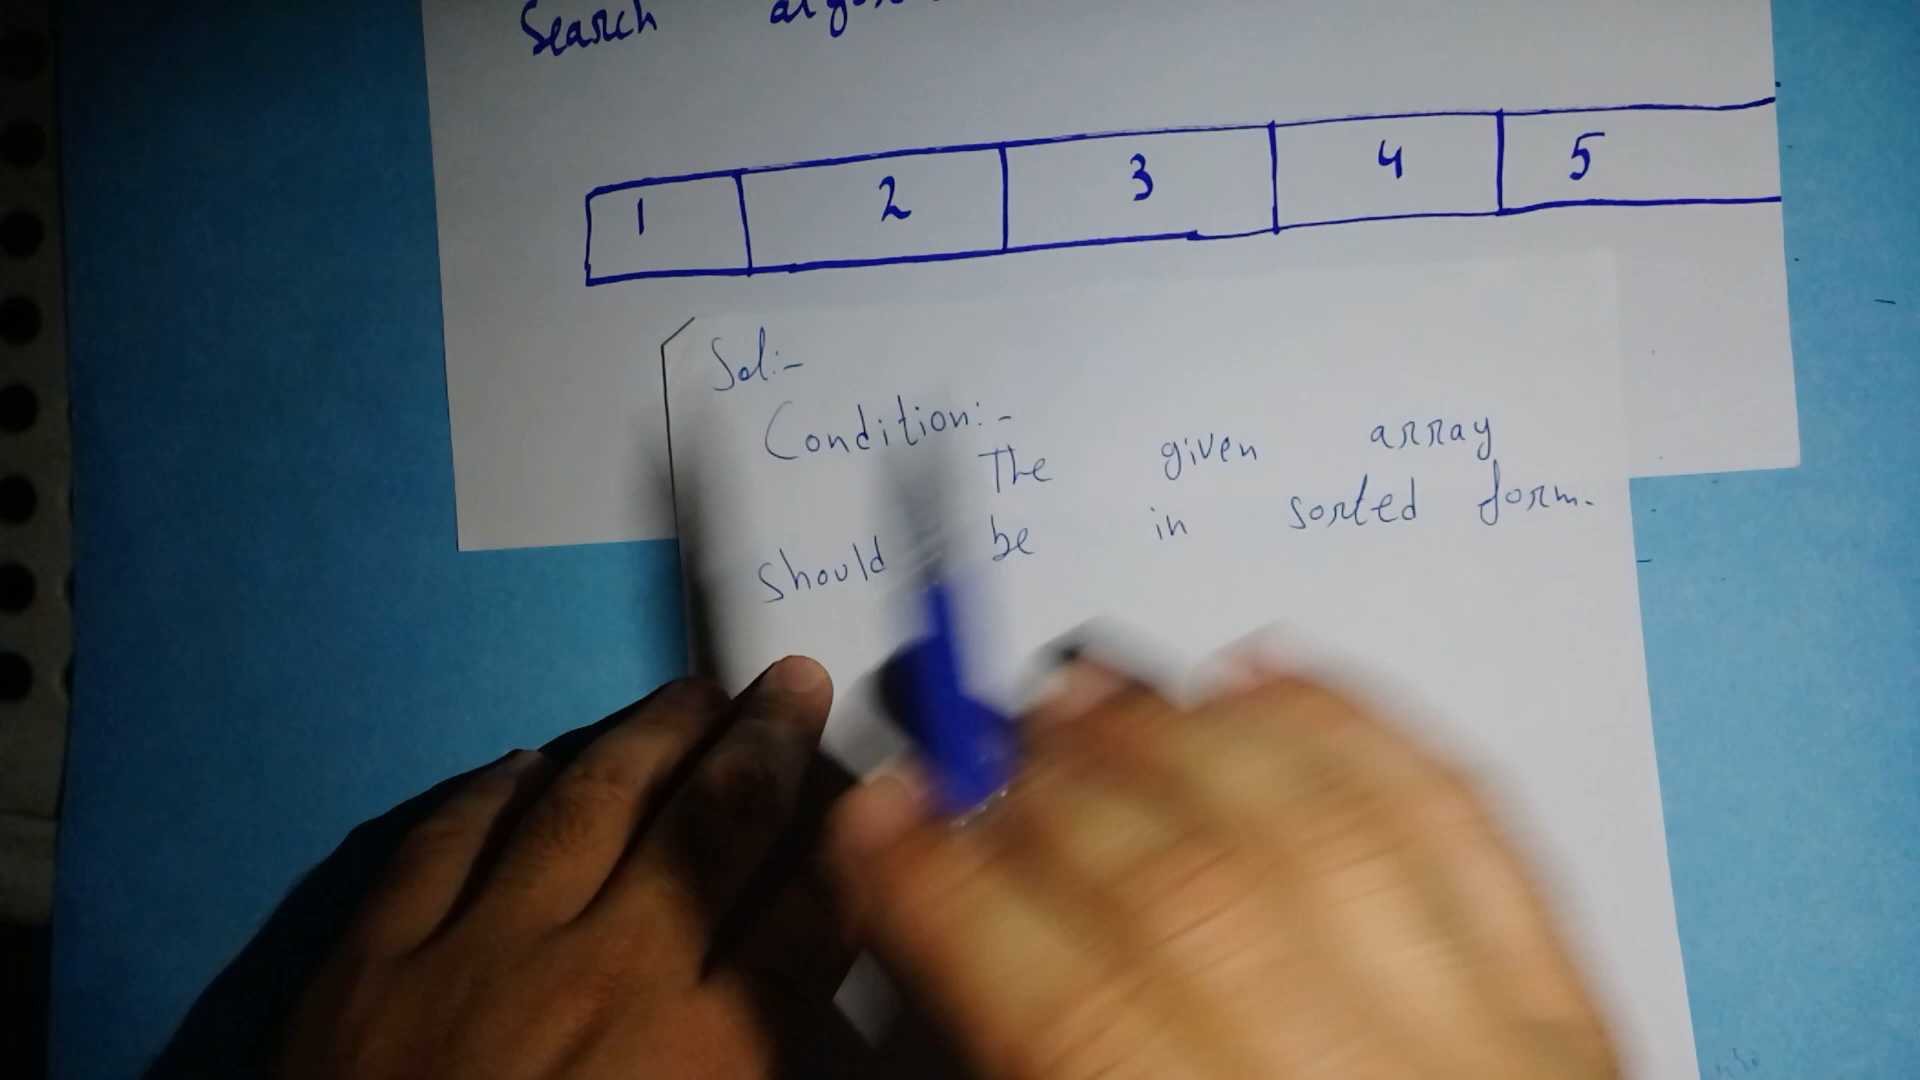 Search
1 2 3 4 5
Sol:-
Condition:-
The given array
should be in sorted form.